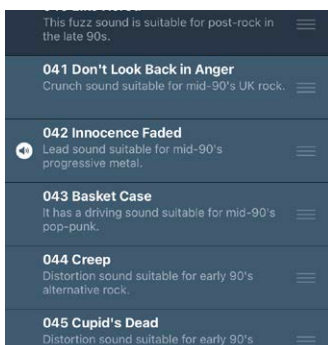 This fuzz sound is suitable for post-rock in
the late 90s.
041 Don't Look Back in Anger
Crunch sound suitable for mid-90's UK rock.
042 Innocence Faded
Lead sound suitable for mid-90's
progressive metal.
043 Basket Case
It has a driving sound suitable for mid-90's
pop-punk.
044 Creep
Distortion sound suitable for early 90's
alternative rock.
045 Cupid's Dead
Distortion sound suitable for early 90's